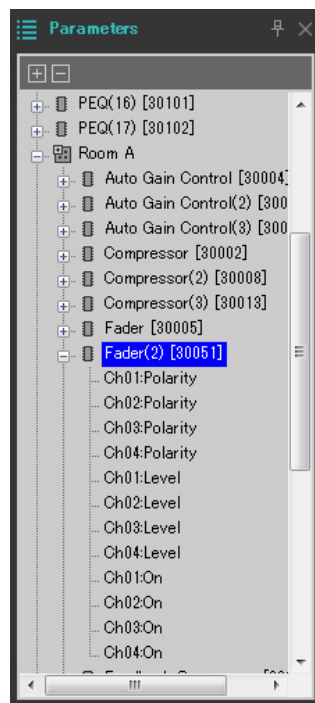 Parameters
PEQ(16) [30101]
PEQ(17) [30102]
Room A
Auto Gain Control [30004]
Auto Gain Control(2) [300
Auto Gain Control(3) [300
Compressor [30002]
Compressor(2) [30008]
Compressor(3) [30013]
Fader [30005]
Fader(2) [30051]
Ch01:Polarity
Ch02:Polarity
Ch03:Polarity
Ch04:Polarity
Ch01:Level
Ch02:Level
Ch03:Level
Ch04:Level
Ch01:On
Ch02:On
Ch03:On
Ch04:On